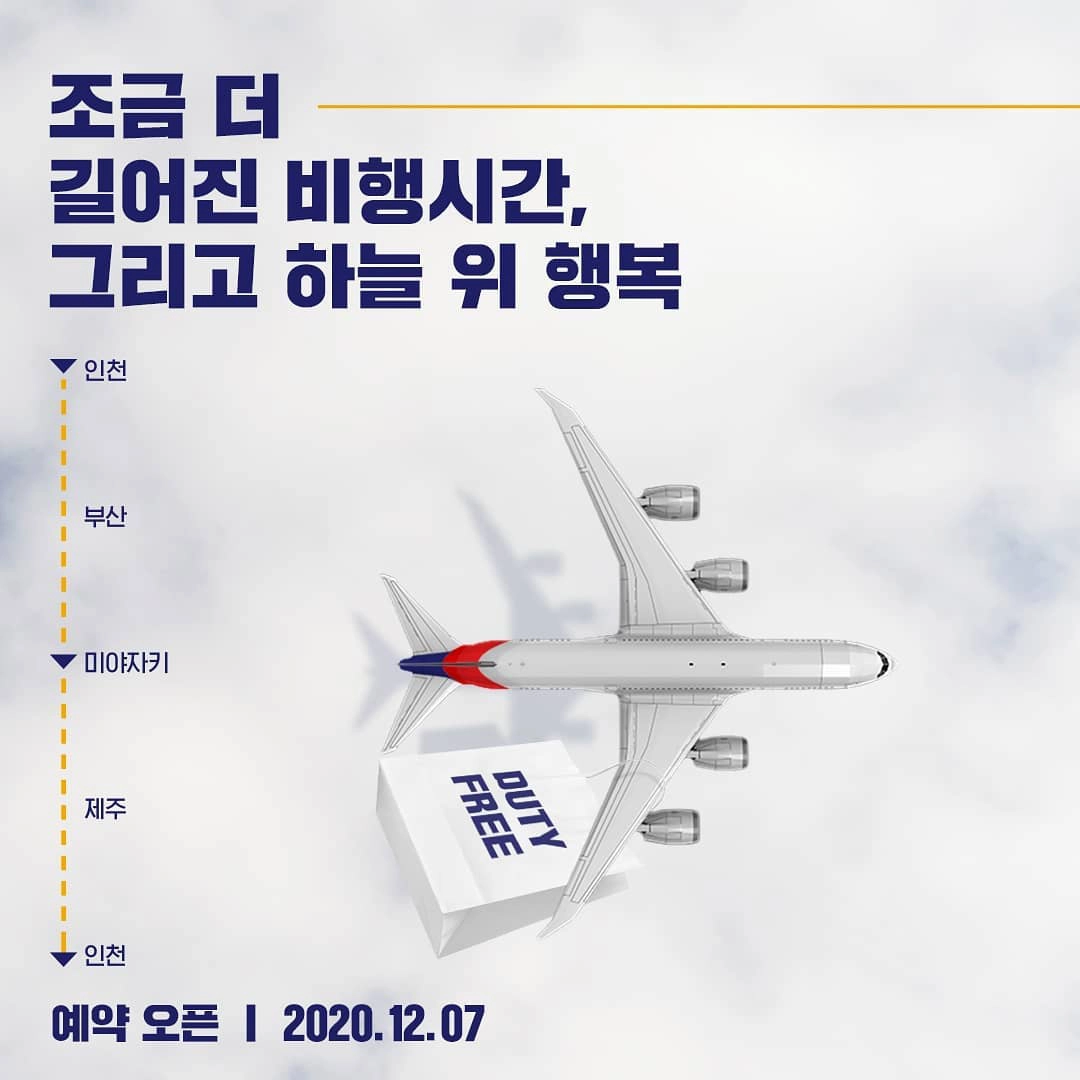 조금 더
길어진 비행시간,
그리고 하늘 위 행복
인천
부산
미야자키
제주
인천
DUTY
FREE
예약 오픈 | 2020.12.07